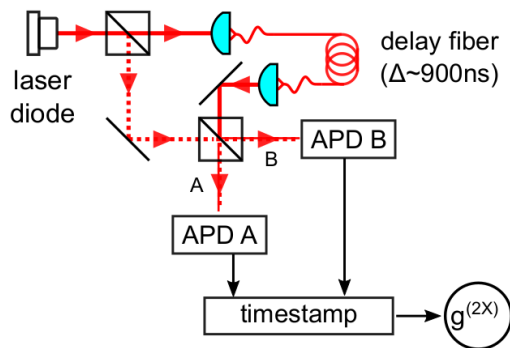 laser
diode
delay fiber
(Δ~900ns)
B
APD B
A
APD A
timestamp
g(2X)